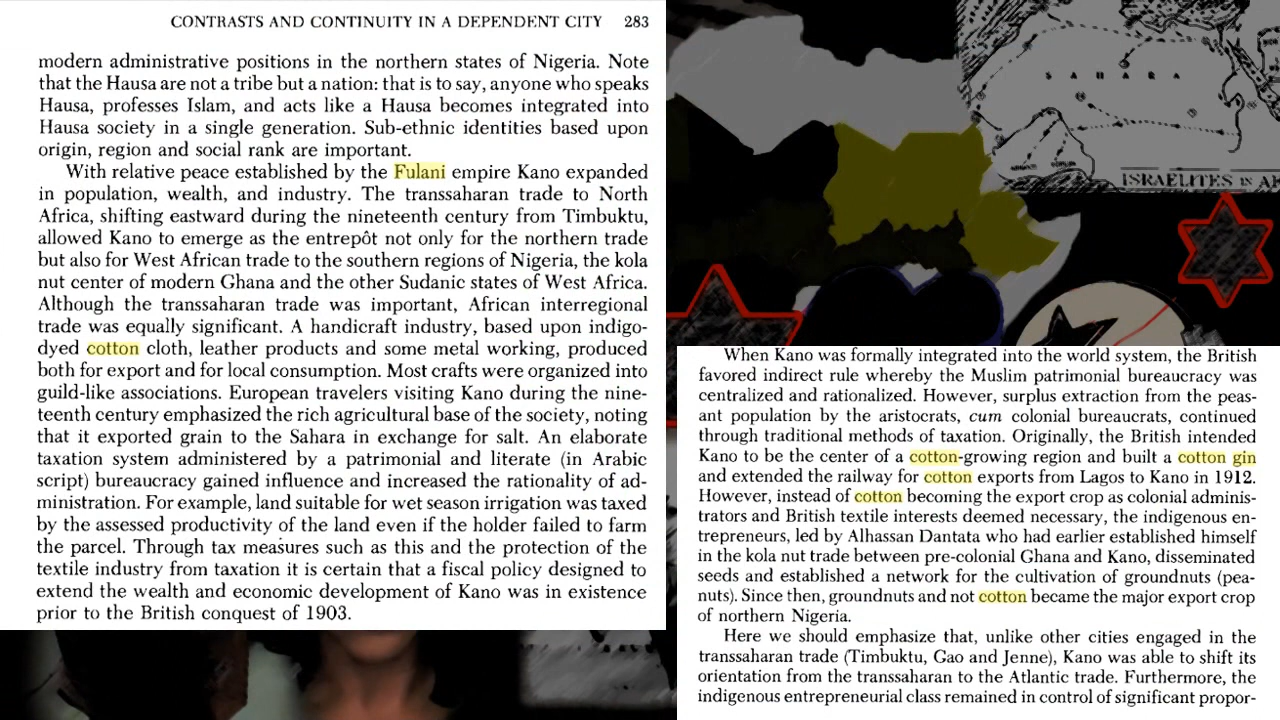 CONTRASTS AND CONTINUITY IN A DEPENDENT CITY 283
modern administrative positions in the northern states of Nigeria. Note
that the Hausa are not a tribe but a nation: that is to say, anyone who speaks
Hausa, professes Islam, and acts like a Hausa becomes integrated into
Hausa society in a single generation. Sub-ethnic identities based upon
origin, region and social rank are important.
With relative peace established by the Fulani empire Kano expanded
in population, wealth, and industry. The transsaharan trade to North
Africa, shifting eastward during the nineteenth century from Timbuktu,
allowed Kano to emerge as the entrepôt not only for the northern trade
but also for West African trade to the southern regions of Nigeria, the kola
nut center of modern Ghana and the other Sudanic states of West Africa.
Although the transsaharan trade was important, African interregional
trade was equally significant. A handicraft industry, based upon indigo-
dyed cotton cloth, leather products and some metal working, produced
both for export and for local consumption. Most crafts were organized into
guild-like associations. European travelers visiting Kano during the nine-
teenth century emphasized the rich agricultural base of the society, noting
that it exported grain to the Sahara in exchange for salt. An elaborate
taxation system administered by a patrimonial and literate (in Arabic
script) bureaucracy gained influence and increased the rationality of ad-
ministration. For example, land suitable for wet season irrigation was taxed
by the assessed productivity of the land even if the holder failed to farm
the parcel. Through tax measures such as this and the protection of the
textile industry from taxation it is certain that a fiscal policy designed to
extend the wealth and economic development of Kano was in existence
prior to the British conquest of 1903.
SAHARA
ISRAELITES IN
When Kano was formally integrated into the world system, the British
favored indirect rule whereby the Muslim patrimonial bureaucracy was
centralized and rationalized. However, surplus extraction from the peas-
ant population by the aristocrats, cum colonial bureaucrats, continued
through traditional methods of taxation. Originally, the British intended
Kano to be the center of a cotton-growing region and built a cotton gin
and extended the railway for cotton exports from Lagos to Kano in 1912.
However, instead of cotton becoming the export crop as colonial adminis-
trators and British textile interests deemed necessary, the indigenous en-
trepreneurs, led by Alhassan Dantata who had earlier established himself
in the kola nut trade between pre-colonial Ghana and Kano, disseminated
seeds and established a network for the cultivation of groundnuts (pea-
nuts). Since then, groundnuts and not cotton became the major export crop
of northern Nigeria.
Here we should emphasize that, unlike other cities engaged in the
transsaharan trade (Timbuktu, Gao and Jenne), Kano was able to shift its
orientation from the transsaharan to the Atlantic trade. Furthermore, the
indigenous entrepreneurial class remained in control of significant propor-